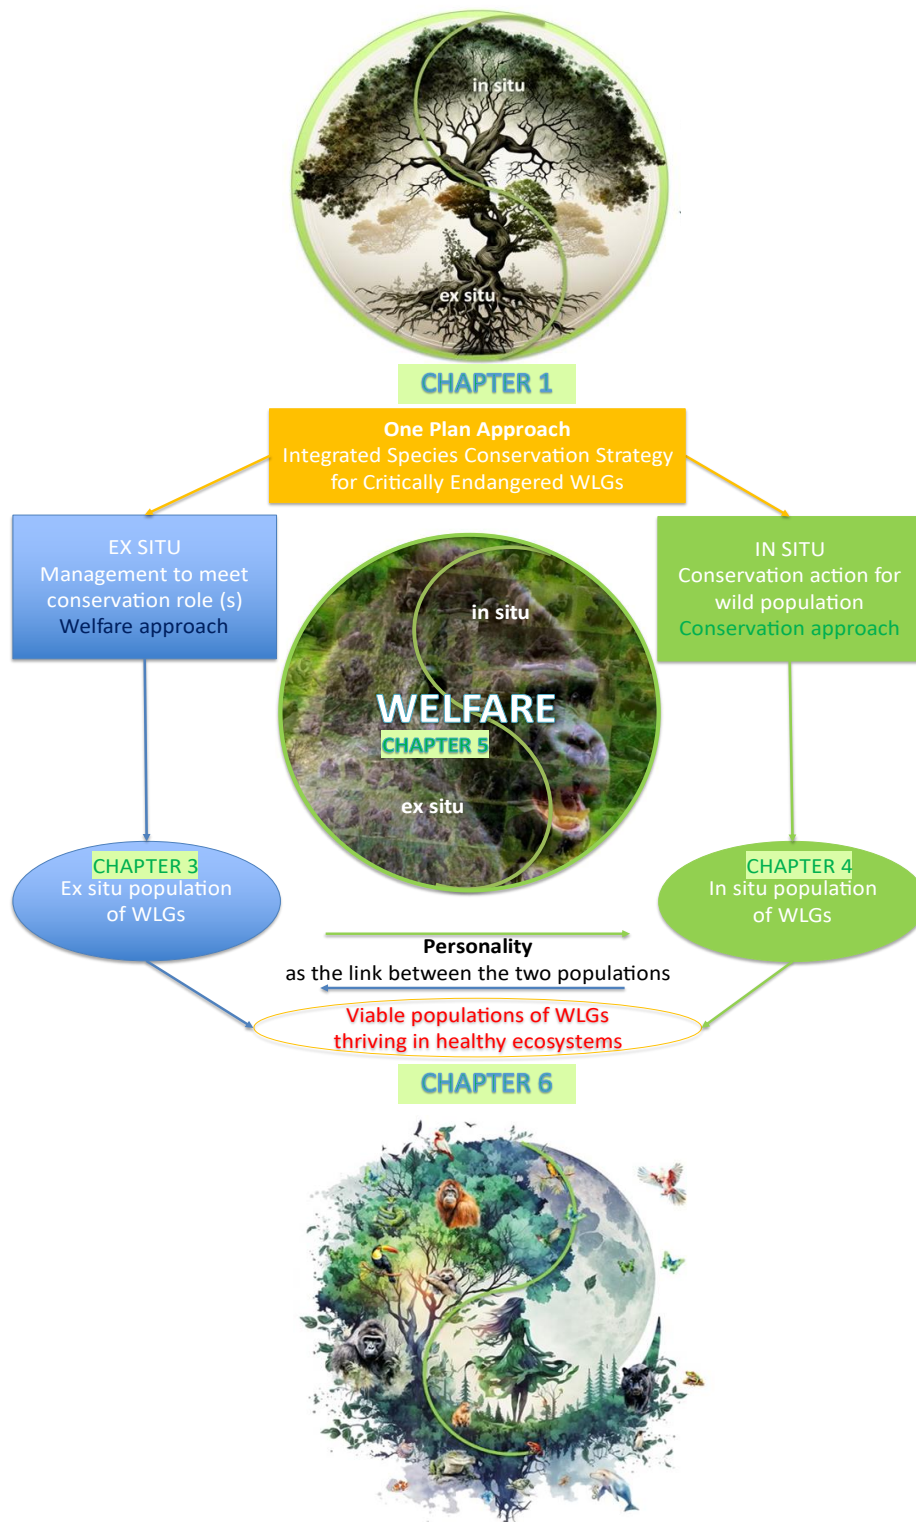 in situ
ex situ
CHAPTER 1
One Plan Approach
Integrated Species Conservation Strategy
for Critically Endangered WLGs
EX SITU
Management to meet
conservation role (s)
Welfare approach
IN SITU
Conservation action for
wild population
Conservation approach
in situ
WELFARE
CHAPTER 5
ex situ
CHAPTER 3
Ex situ population
of WLGs
CHAPTER 4
In situ population
of WLGs
Personality
as the link between the two populations
Viable populations of WLGs
thriving in healthy ecosystems
CHAPTER 6